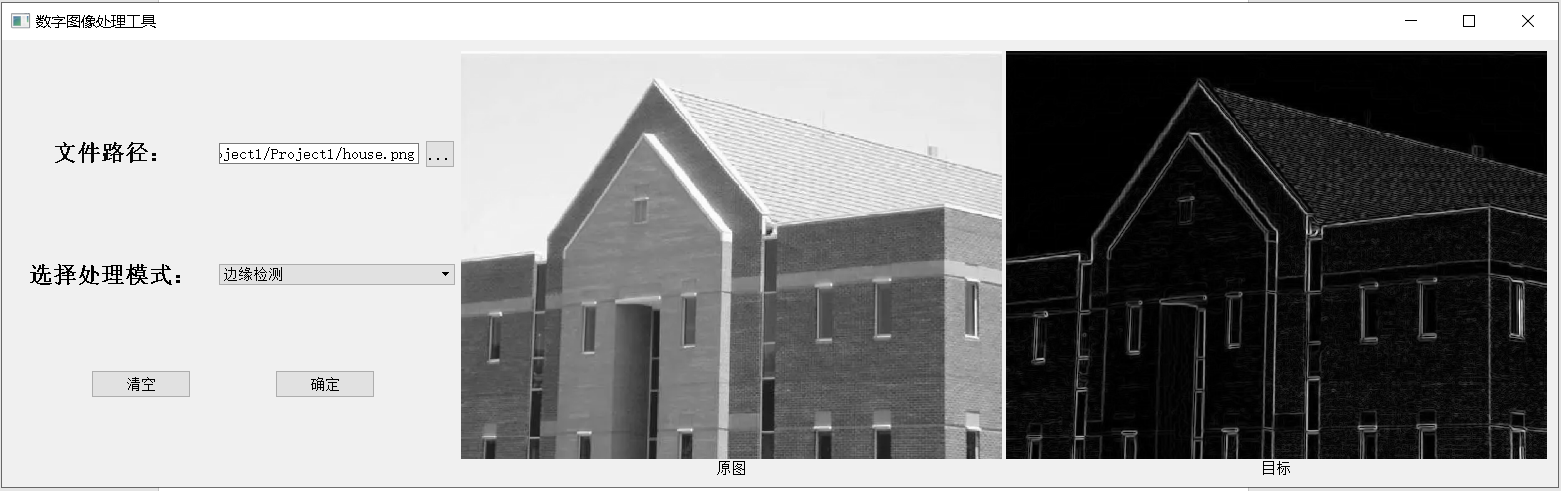 数字图像处理工具
文件路径：
oject1/Project1/house.png
...
选择处理模式：
边缘检测
清空
确定
原图
目标